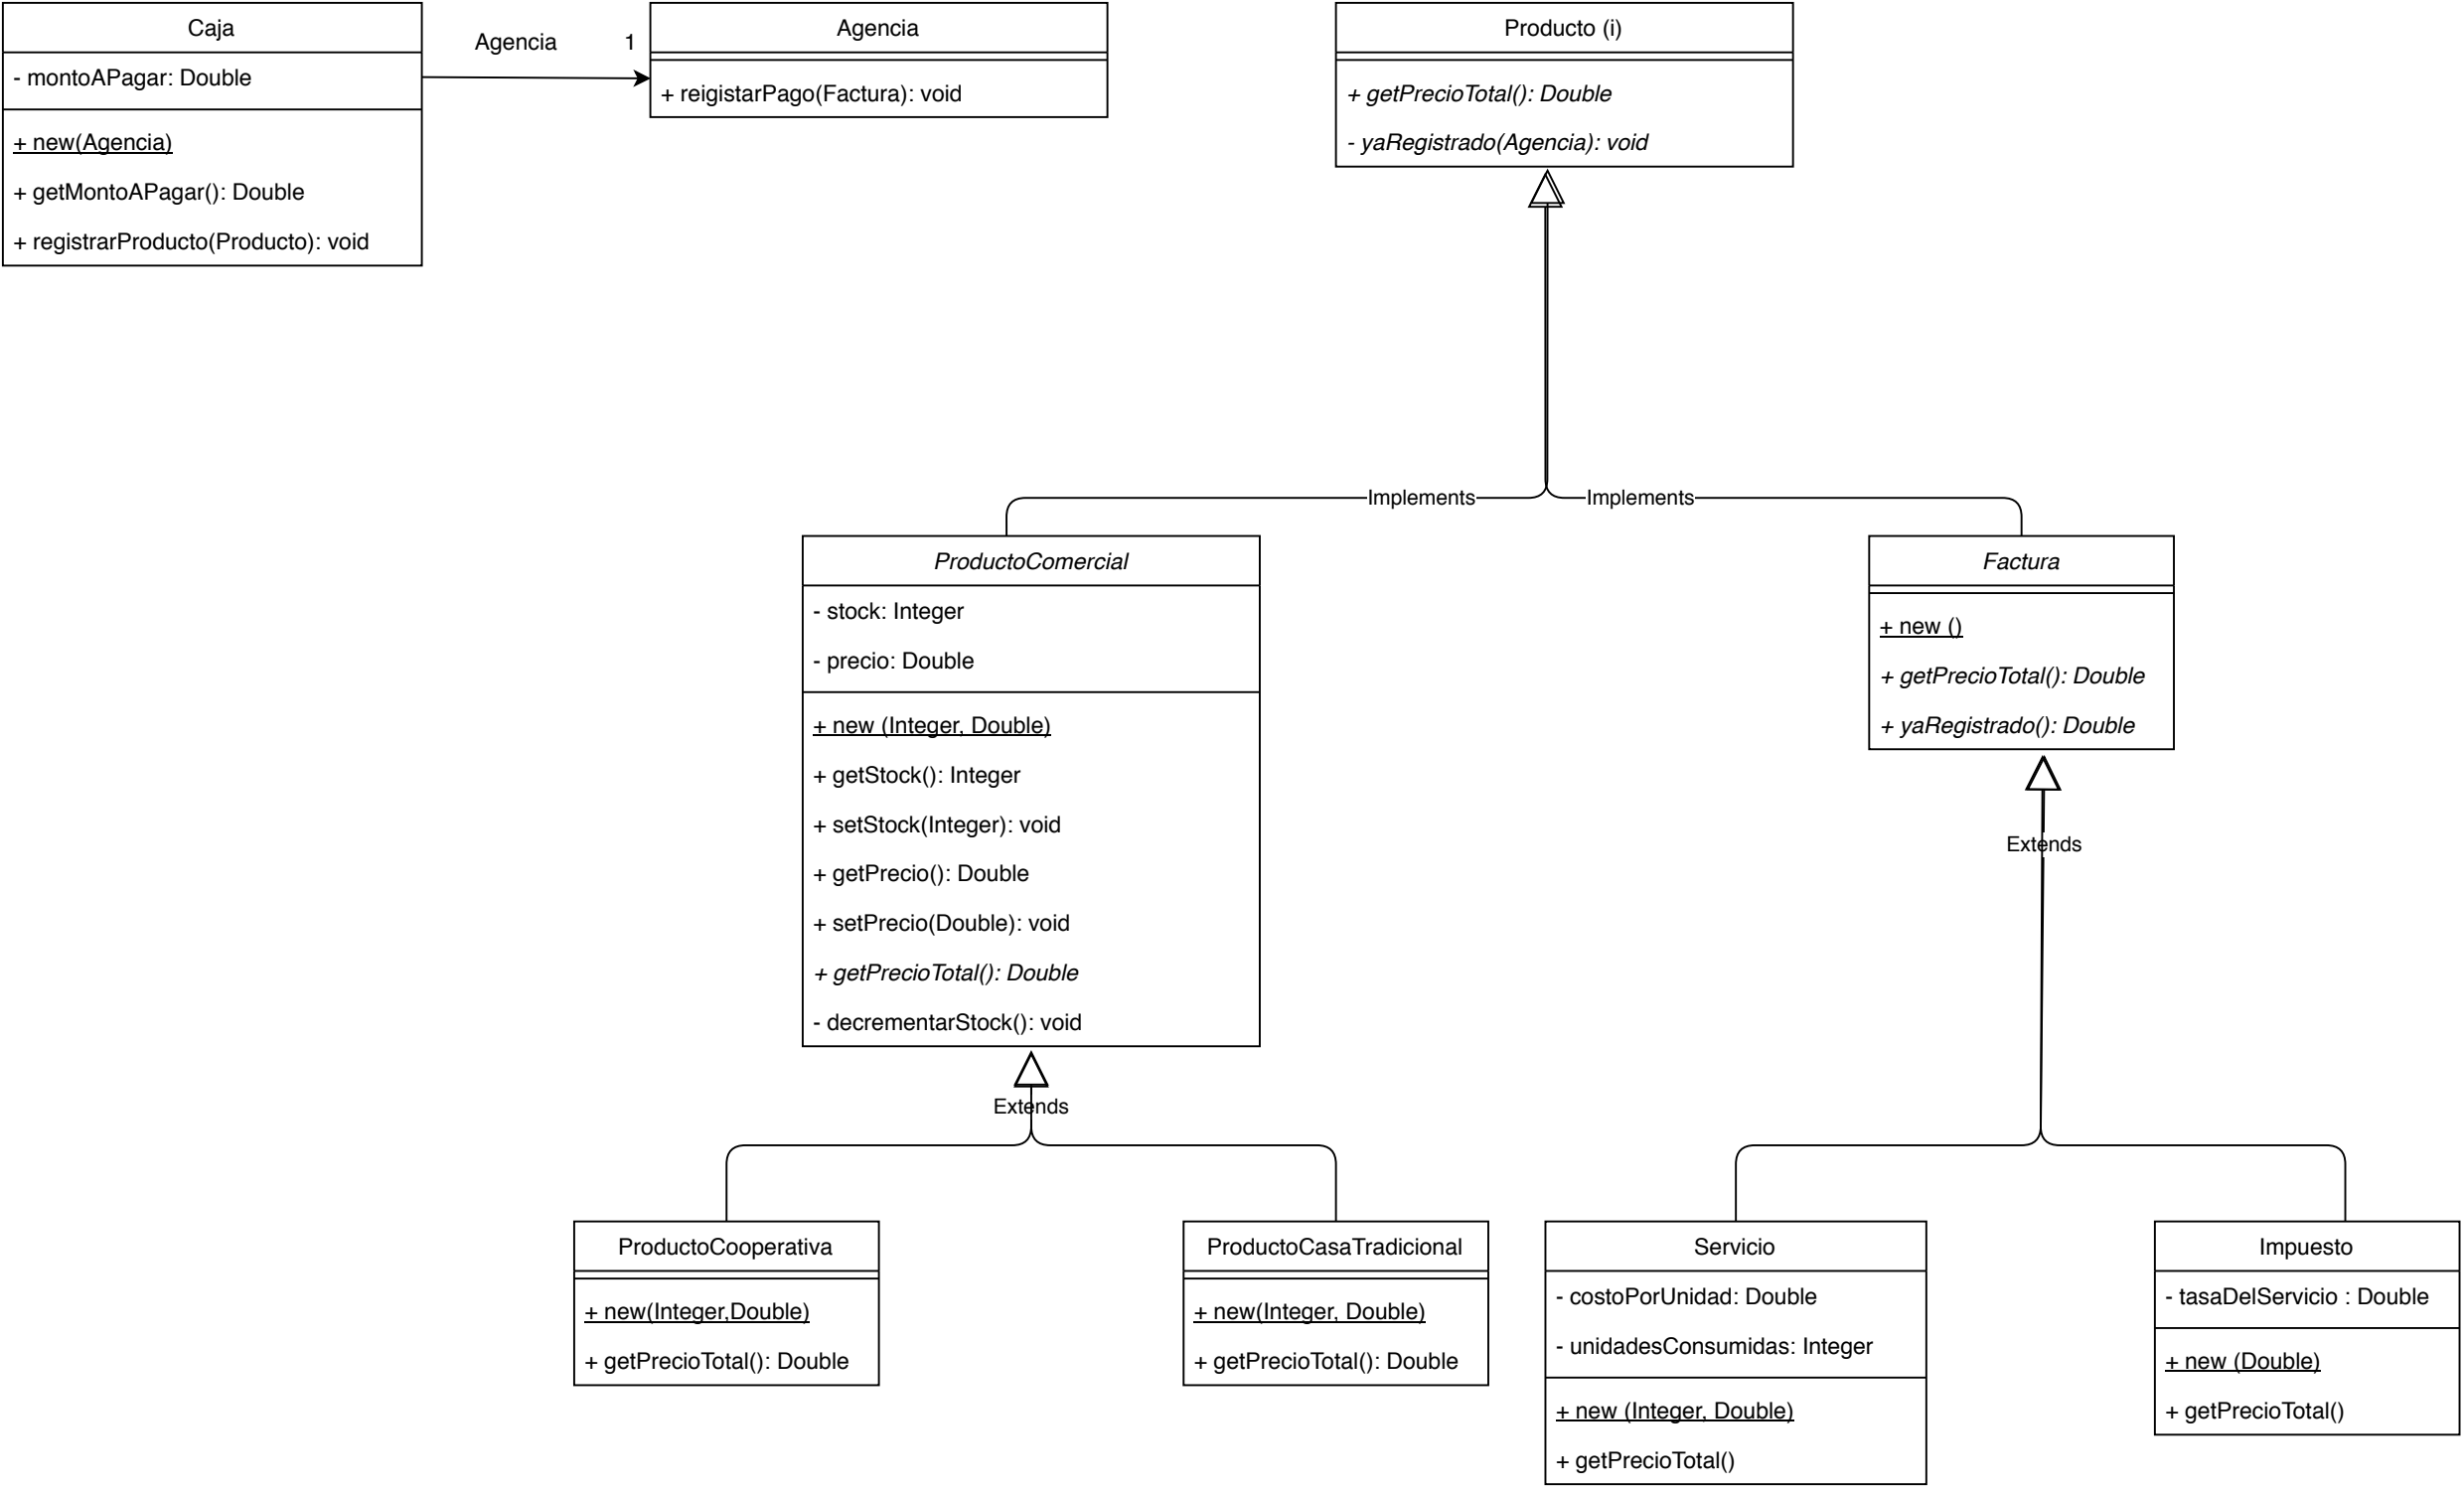 Caja
- montoAPagar: Double
+ new(Agencia)
+ getMontoAPagar(): Double
+ registrarProducto(Producto): void
Agencia
1
Agencia
+ reigistarPago(Factura): void
Producto (i)
+ getPrecioTotal(): Double
- yaRegistrado(Agencia): void
Implements
Implements
ProductoComercial
- stock: Integer
- precio: Double
+ new (Integer, Double)
+ getStock(): Integer
+ setStock(Integer): void
+ getPrecio(): Double
+ setPrecio(Double): void
+ getPrecioTotal(): Double
- decrementarStock(): void
Factura
+ new ()
+ getPrecioTotal(): Double
+ yaRegistrado(): Double
Extends
Extends
ProductoCooperativa
+ new(Integer,Double)
+ getPrecioTotal(): Double
ProductoCasaTradicional
+ new(Integer, Double)
+ getPrecioTotal(): Double
Servicio
- costoPorUnidad: Double
- unidadesConsumidas: Integer
+ new (Integer, Double)
+ getPrecioTotal()
Impuesto
- tasaDelServicio : Double
+ new (Double)
+ getPrecioTotal()